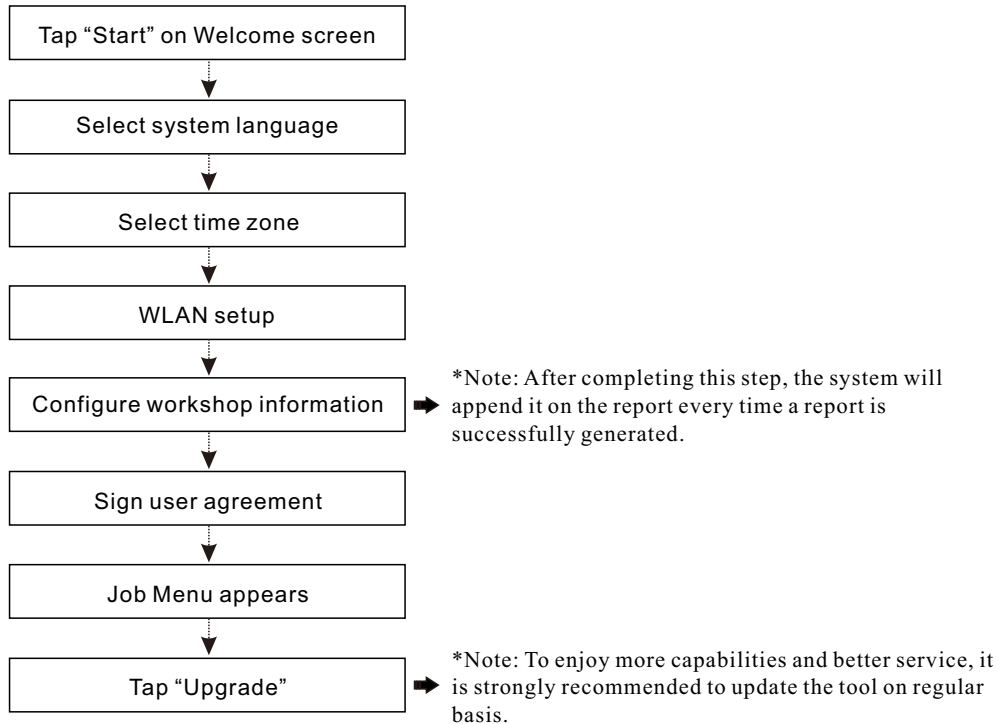 Tap “Start” on Welcome screen
Select system language
Select time zone
WLAN setup
Configure workshop information
*Note: After completing this step, the system will
append it on the report every time a report is
successfully generated.
Sign user agreement
Job Menu appears
Tap “Upgrade”
*Note: To enjoy more capabilities and better service, it
is strongly recommended to update the tool on regular
basis.